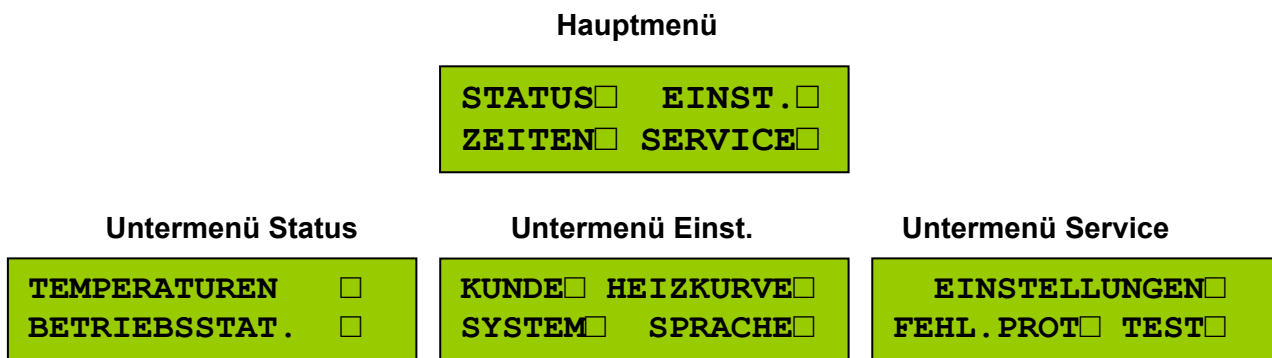 Hauptmenü
STATUS□ EINST.□
ZEITEN□ SERVICE□
Untermenü Status
TEMPERATUREN □
BETRIEBSSTAT. □
Untermenü Einst.
KUNDE□ HEIZKURVE□
SYSTEM□ SPRACHE□
Untermenü Service
EINSTELLUNGEN□
FEHL.PROT□ TEST□